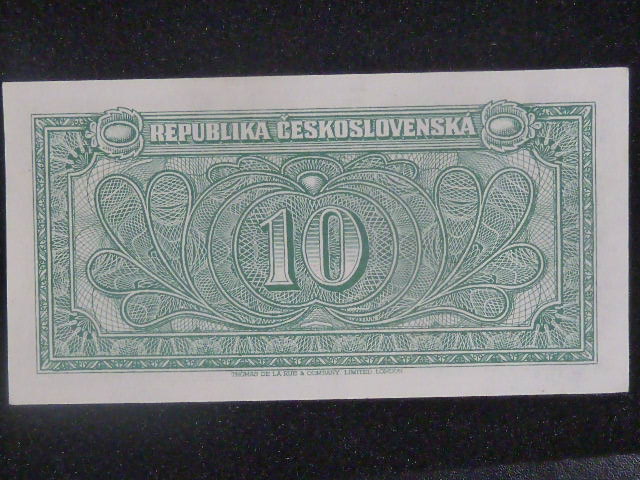 REPUBLIKA ČESKOSLOVENSKÁ
10
THOMAS DE LA RUE & COMPANY, LIMITED, LONDON